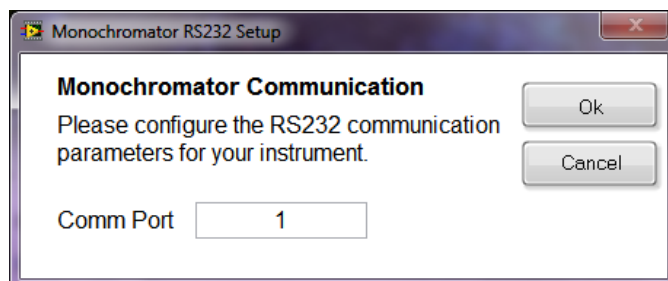 Monochromator RS232 Setup
Monochromator Communication
Please configure the RS232 communication
parameters for your instrument.
Ok
Cancel
Comm Port 1